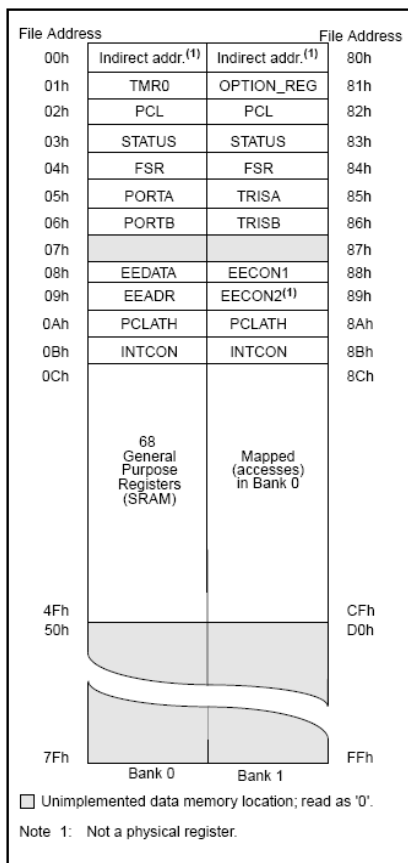 File Address File Address
00h Indirect addr.(1) Indirect addr.(1) 80h
01h TMR0 OPTION_REG 81h
02h PCL PCL 82h
03h STATUS STATUS 83h
04h FSR FSR 84h
05h PORTA TRISA 85h
06h PORTB TRISB 86h
07h 87h
08h EEDATA EECON1 88h
09h EEADR EECON2(1) 89h
0Ah PCLATH PCLATH 8Ah
0Bh INTCON INTCON 8Bh
0Ch 8Ch
68
General
Purpose
Registers
(SRAM)
Mapped
(accesses)
in Bank 0
4Fh CFh
50h D0h
7Fh FFh
Bank 0 Bank 1
Unimplemented data memory location; read as '0'.
Note 1: Not a physical register.